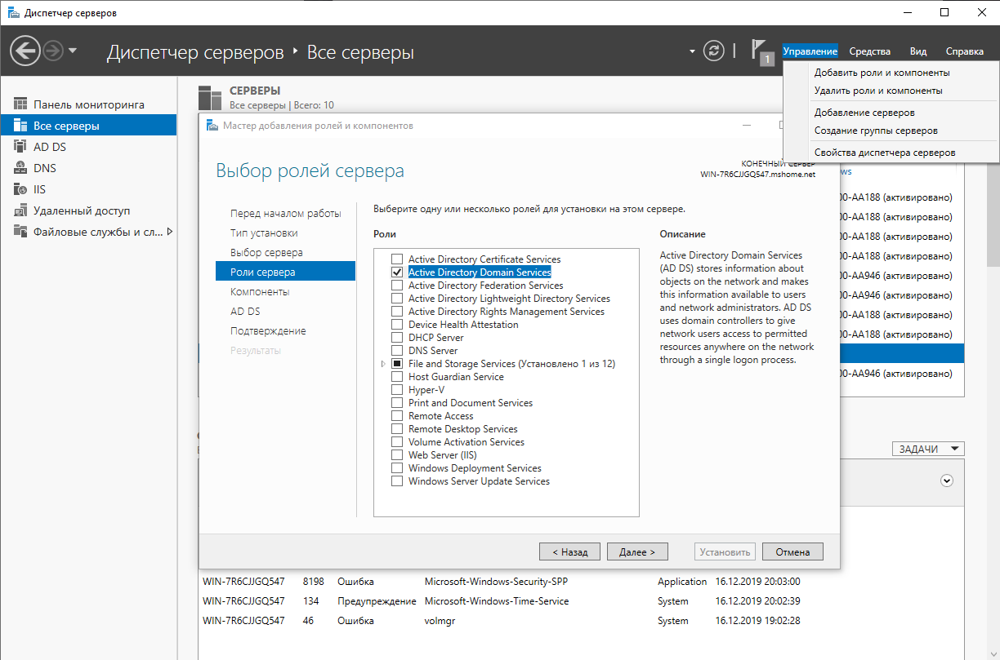 Диспетчер серверов
Диспетчер серверов
Все серверы
1
Управление
Средства
Вид
Справка
Добавить роли и компоненты
Удалить роли и компоненты
Добавление серверов
Создание группы серверов
Свойства диспетчера серверов
Панель мониторинга
Все серверы
AD DS
DNS
IIS
Удаленный доступ
Файловые службы и сл...
СЕРВЕРЫ
Все серверы | Всего: 10
Мастер добавления ролей и компонентов
Выбор ролей сервера
КОНЕЧНЫЙ СЕРВЕР
WIN-7R6CJJGQ547.mshome.net
Перед началом работы
Тип установки
Выбор сервера
Роли сервера
Компоненты
AD DS
Подтверждение
Результаты
Выберите одну или несколько ролей для установки на этом сервере.
Роли
Active Directory Certificate Services
Active Directory Domain Services
Active Directory Federation Services
Active Directory Lightweight Directory Services
Active Directory Rights Management Services
Device Health Attestation
DHCP Server
DNS Server
File and Storage Services (Установлено 1 из 12)
Host Guardian Service
Hyper-V
Print and Document Services
Remote Access
Remote Desktop Services
Volume Activation Services
Web Server (IIS)
Windows Deployment Services
Windows Server Update Services
Описание
Active Directory Domain Services
(AD DS) stores information about
objects on the network and makes
this information available to users
and network administrators. AD DS
uses domain controllers to give
network users access to permitted
resources anywhere on the network
through a single logon process.
< Назад
Далее >
Установить
Отмена
ws
00-AA188 (активировано)
00-AA188 (активировано)
00-AA188 (активировано)
00-AA188 (активировано)
00-AA946 (активировано)
00-AA946 (активировано)
00-AA188 (активировано)
00-AA188 (активировано)
00-AA946 (активировано)
ЗАДАЧИ
WIN-7R6CJJGQ547 8198 Ошибка Microsoft-Windows-Security-SPP Application 16.12.2019 20:03:00
WIN-7R6CJJGQ547 134 Предупреждение Microsoft-Windows-Time-Service System 16.12.2019 20:02:39
WIN-7R6CJJGQ547 46 Ошибка volmgr System 16.12.2019 19:02:28